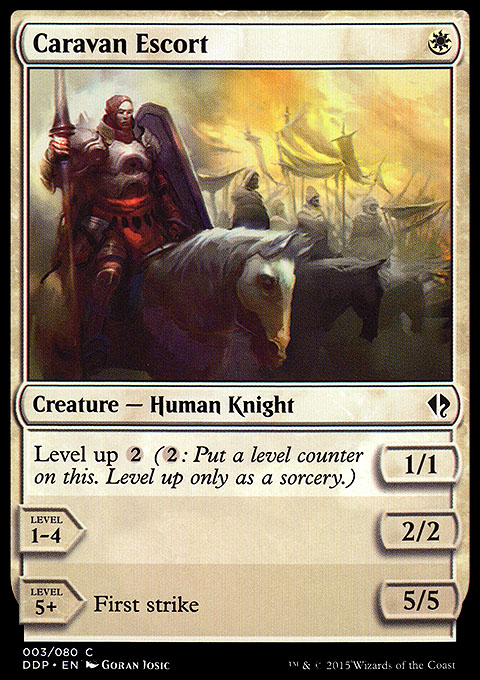 Caravan Escort
Creature — Human Knight
Level up 2 (2: Put a level counter
on this. Level up only as a sorcery.)
1/1
LEVEL
1-4
2/2
LEVEL
5+
First strike
5/5
003/080 C
DDP • EN Goran Josic
™ & © 2015 Wizards of the Coast